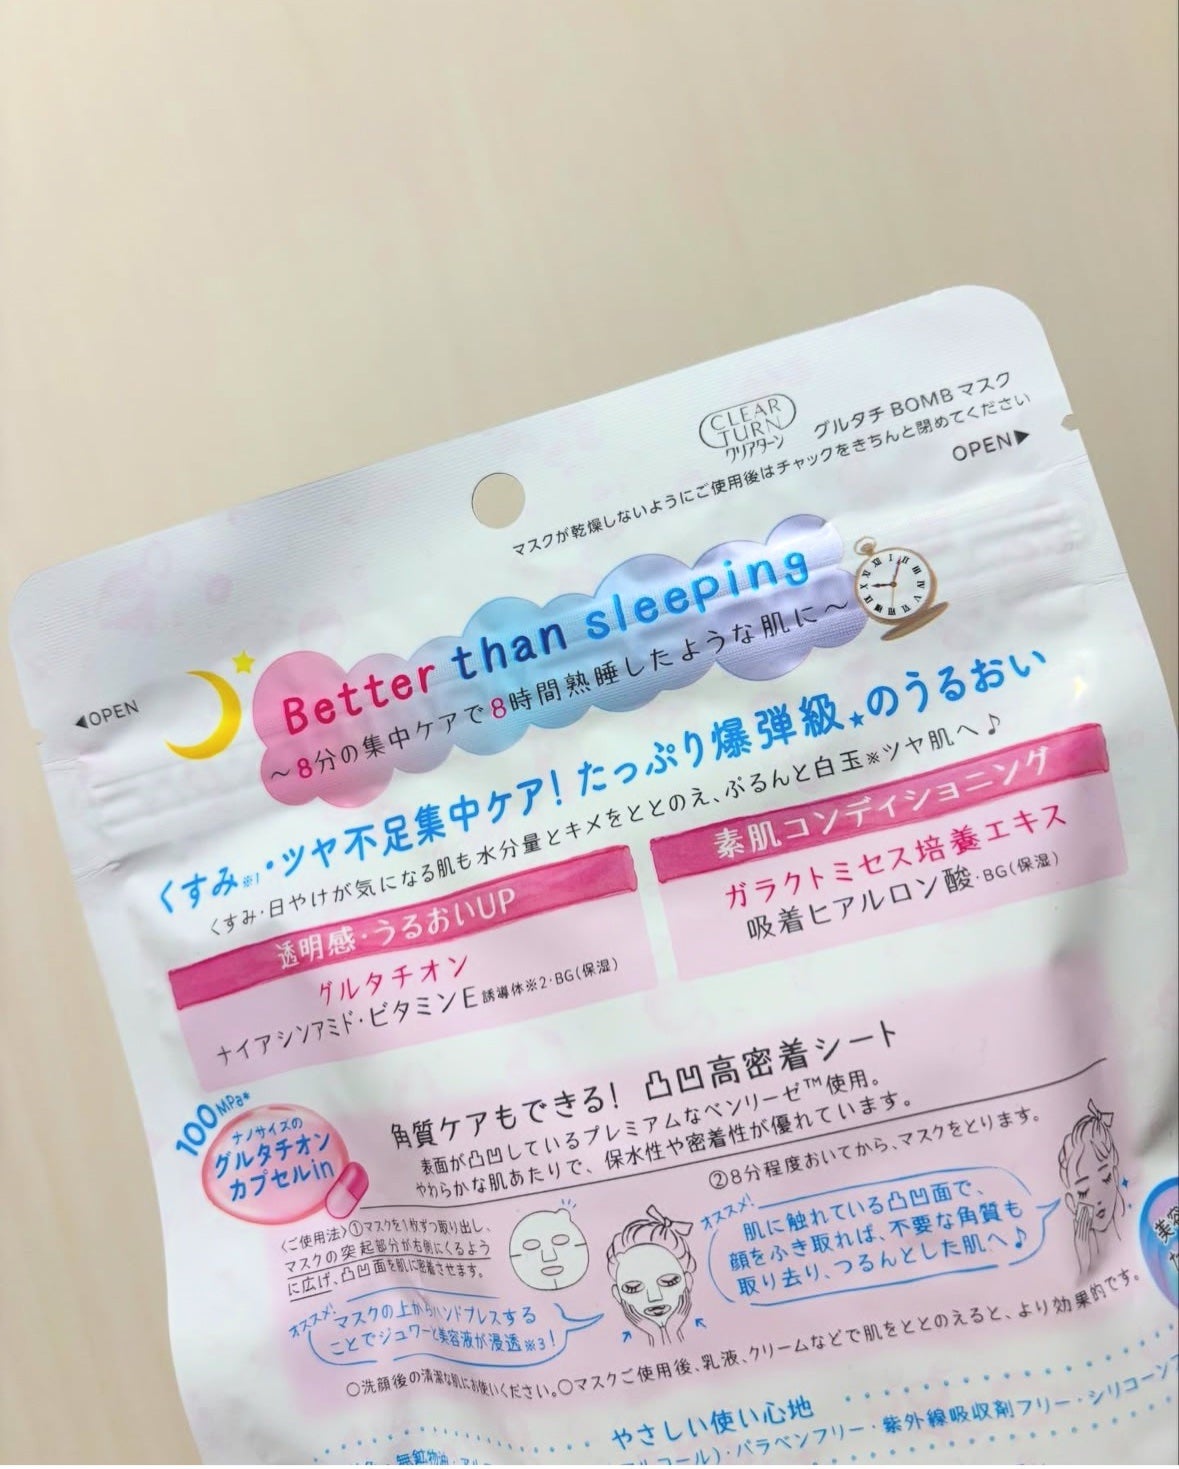 CLEAR
TURN
クリアターン
グルタチBOMBマスク
マスクが乾燥しないようにご使用後はチャックをきちんと閉めてください
OPEN▶
◀OPEN
Better than sleeping
～8分の集中ケアで8時間熟睡したような肌に～
くすみ※1・ツヤ不足集中ケア！たっぷり爆弾級★のうるおい
くすみ・日やけが気になる肌も水分量とキメをととのえ、ぷるんと白玉※ツヤ肌へ♪
透明感・うるおいUP
グルタチオン
ナイアシンアミド・ビタミンE誘導体※2・BG(保湿)
素肌コンディショニング
ガラクトミセス培養エキス
吸着ヒアルロン酸・BG(保湿)
100MPa*
ナノサイズの
グルタチオン
カプセルin
角質ケアもできる！凸凹高密着シート
表面が凸凹しているプレミアムなベンリーゼ™使用。
やわらかな肌あたりで、保水性や密着性が優れています。
〈ご使用法〉①マスクを1枚ずつ取り出し、
マスクの突起部分が右側にくるよう
に広げ、凸凹面を肌に密着させます。
オススメ！
マスクの上からハンドプレスする
ことでジュワーと美容液が浸透※3！
②8分程度おいてから、マスクをとります。
オススメ！
肌に触れている凸凹面で、
顔をふき取れば、不要な角質も
取り去り、つるんとした肌へ♪
○洗顔後の清潔な肌にお使いください。○マスクご使用後、乳液、クリームなどで肌をととのえると、より効果的です。
美容
やさしい使い心地
無鉱物油・アル
アルコール)・パラベンフリー・紫外線吸収剤フリー・シリコーン